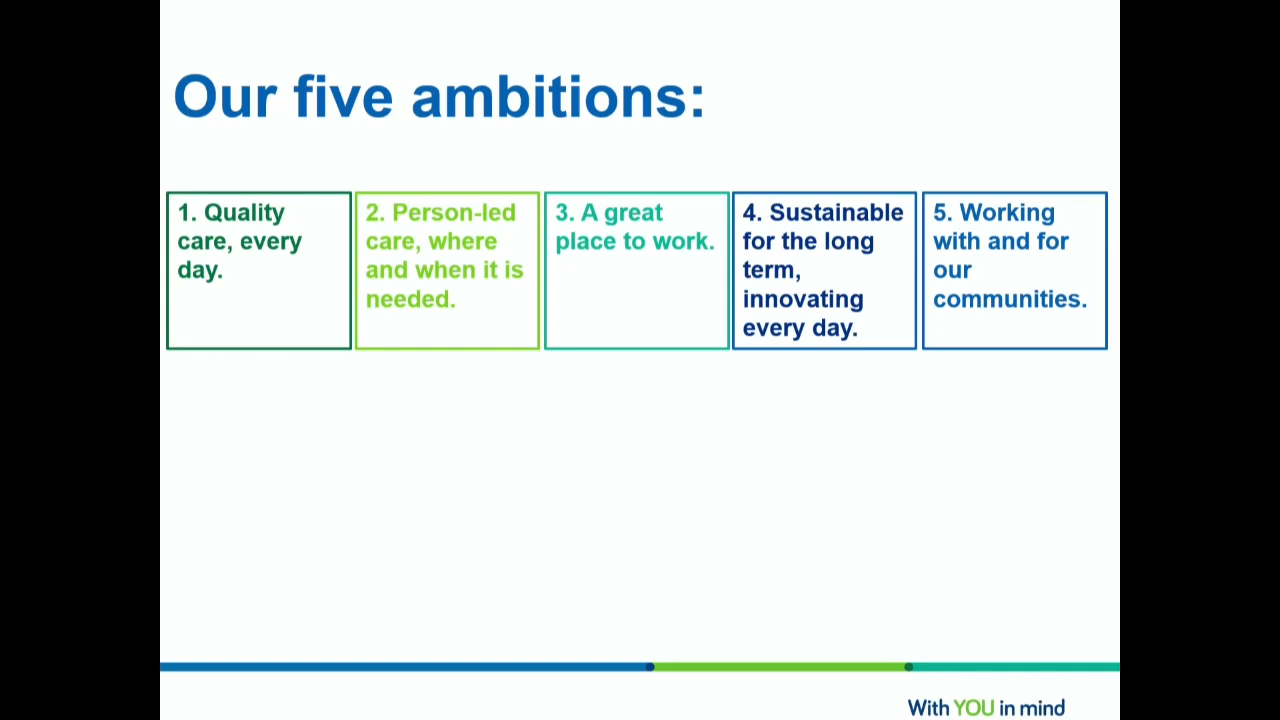 Our five ambitions:
1. Quality
care, every
day.
2. Person-led
care, where
and when it is
needed.
3. A great
place to work.
4. Sustainable
for the long
term,
innovating
every day.
5. Working
with and for
our
communities.
With YOU in mind